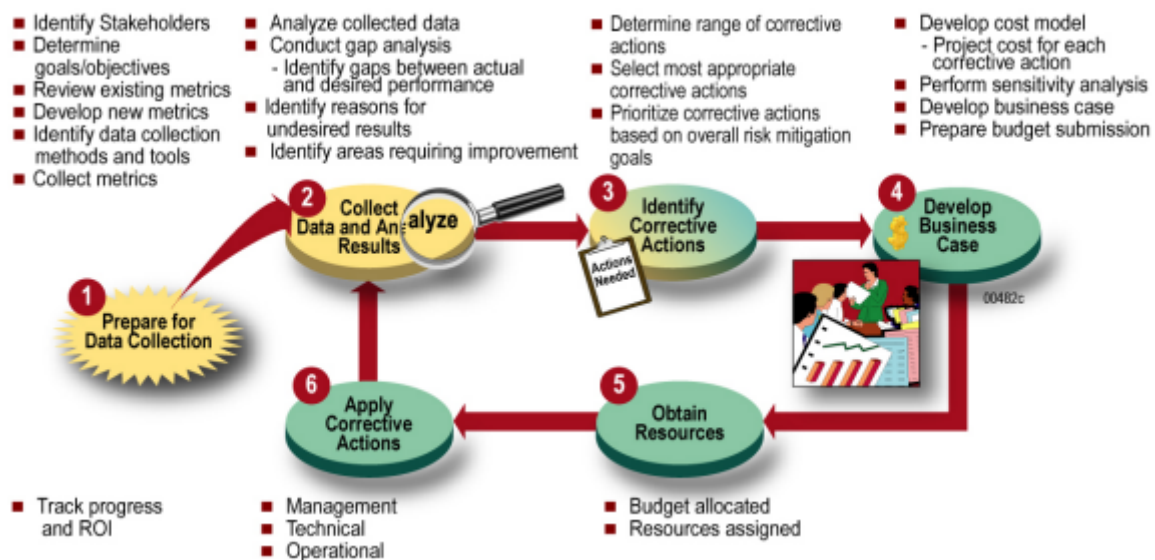 ■ Identify Stakeholders
■ Determine
goals/objectives
■ Review existing metrics
■ Develop new metrics
■ Identify data collection
methods and tools
■ Collect metrics
■ Analyze collected data
■ Conduct gap analysis
- Identify gaps between actual
and desired performance
■ Identify reasons for
undesired results
■ Identify areas requiring improvement
■ Determine range of corrective
actions
■ Select most appropriate
corrective actions
■ Prioritize corrective actions
based on overall risk mitigation
goals
■ Develop cost model
- Project cost for each
corrective action
■ Perform sensitivity analysis
■ Develop business case
■ Prepare budget submission
1
Prepare for
Data Collection
2
Collect
Data and Analyze
Results
3
Identify
Corrective
Actions
Actions
Needed
4
$
Develop
Business
Case
00482c
5
Obtain
Resources
6
Apply
Corrective
Actions
■ Track progress
and ROI
■ Management
■ Technical
■ Operational
■ Budget allocated
■ Resources assigned